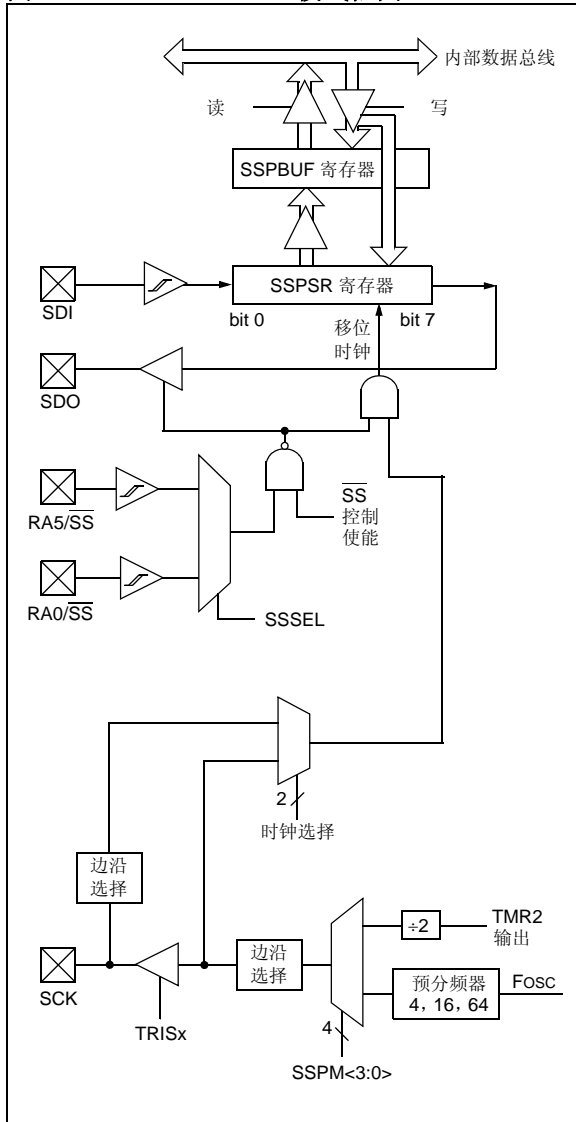 内部数据总线
读
写
SSPBUF 寄存器
SSPSR 寄存器
SDI
bit 0
移位
时钟
bit 7
SDO
RA5/SS
SS
控制
使能
RA0/SS
SSSEL
2
时钟选择
边沿
选择
SCK
TRISx
边沿
选择
÷2
TMR2
输出
预分频器
4，16，64
FOSC
4
SSPM<3:0>